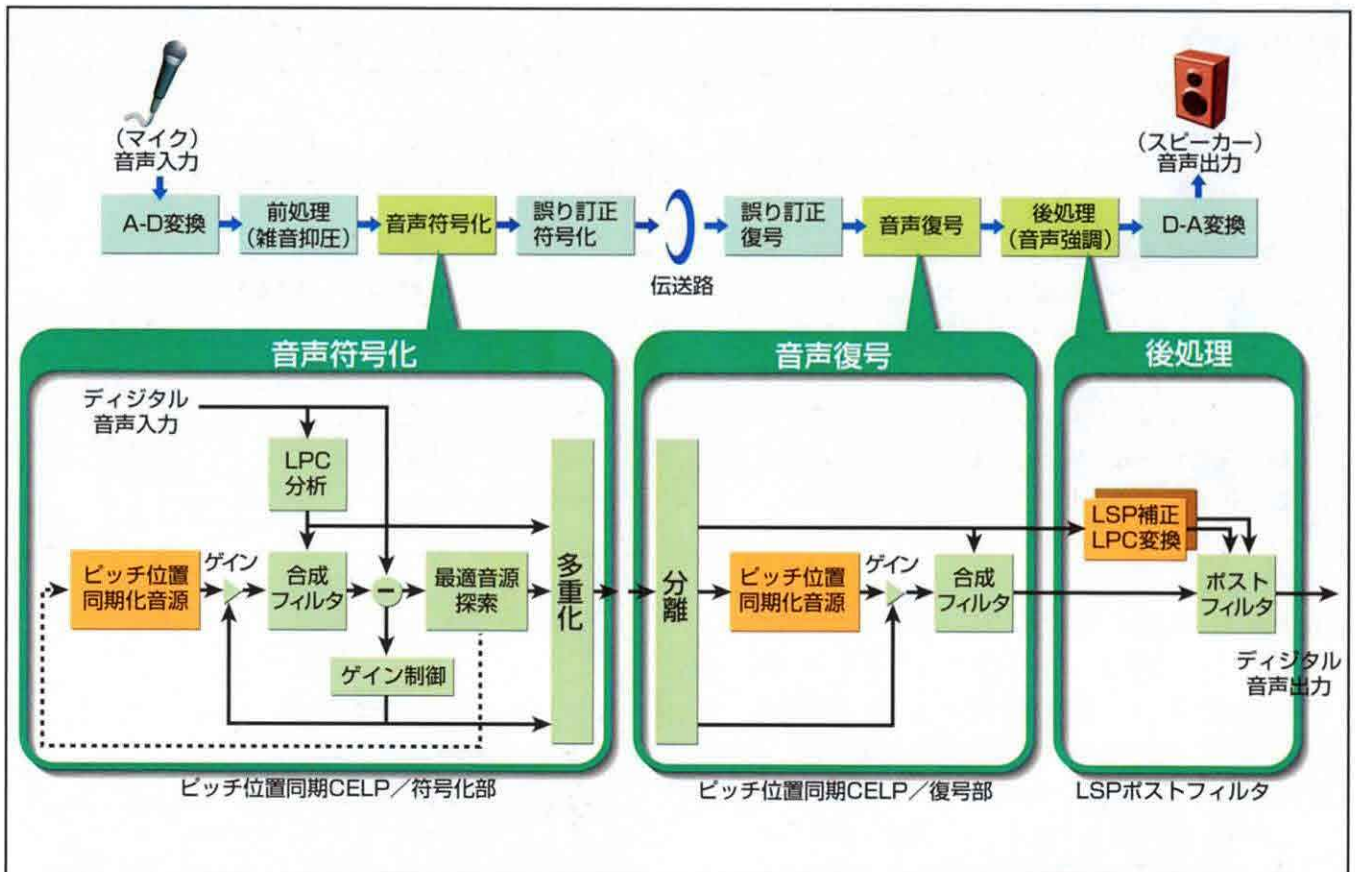 (マイク)
音声入力
(スピーカー)
音声出力
A-D変換
前処理
(雑音抑圧)
音声符号化
誤り訂正
符号化
伝送路
誤り訂正
復号
音声復号
後処理
(音声強調)
D-A変換
音声符号化
ディジタル
音声入力
LPC
分析
ピッチ位置
同期化音源
ゲイン
合成
フィルタ
−
最適音源
探索
ゲイン制御
多重化
ピッチ位置同期CELP/符号化部
音声復号
分離
ピッチ位置
同期化音源
ゲイン
合成
フィルタ
ピッチ位置同期CELP/復号部
後処理
LSP補正
LPC変換
ポスト
フィルタ
ディジタル
音声出力
LSPポストフィルタ